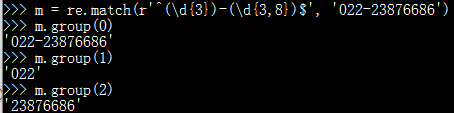 >>> m = re.match(r'^(\d{3})-(\d{3,8})$', '022-23876686')
>>> m.group(0)
'022-23876686'
>>> m.group(1)
'022'
>>> m.group(2)
'23876686'